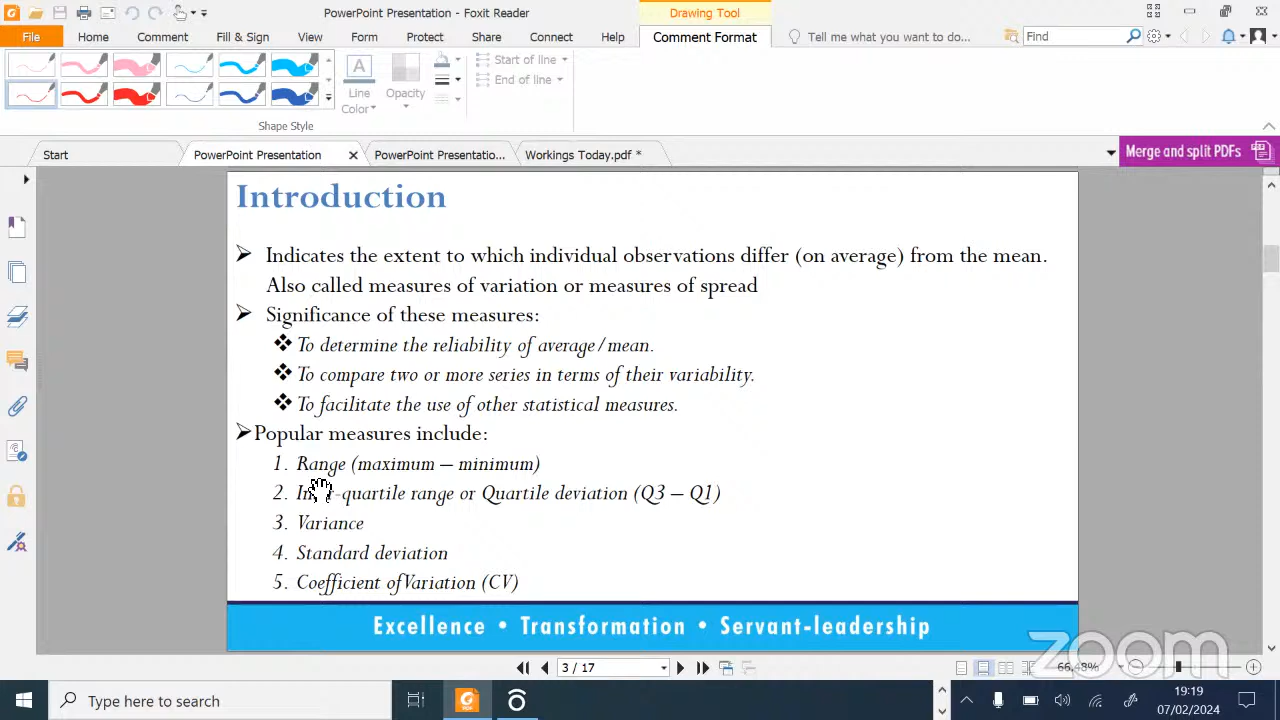 PowerPoint Presentation - Foxit Reader
Drawing Tool
File Home Comment Fill & Sign View Form Protect Share Connect Help Comment Format Tell me what you want to do... Find
Line Color
Opacity
Start of line
End of line
Shape Style
Start PowerPoint Presentation PowerPoint Presentatio... Workings Today.pdf * Merge and split PDFs
Introduction
Indicates the extent to which individual observations differ (on average) from the mean.
Also called measures of variation or measures of spread
Significance of these measures:
To determine the reliability of average/mean.
To compare two or more series in terms of their variability.
To facilitate the use of other statistical measures.
Popular measures include:
1. Range (maximum – minimum)
2. -quartile range or Quartile deviation (Q3 – Q1)
3. Variance
4. Standard deviation
5. Coefficient of Variation (CV)
Excellence • Transformation • Servant-leadership
zoom
3 / 17
66.43%
Type here to search
19:19
07/02/2024